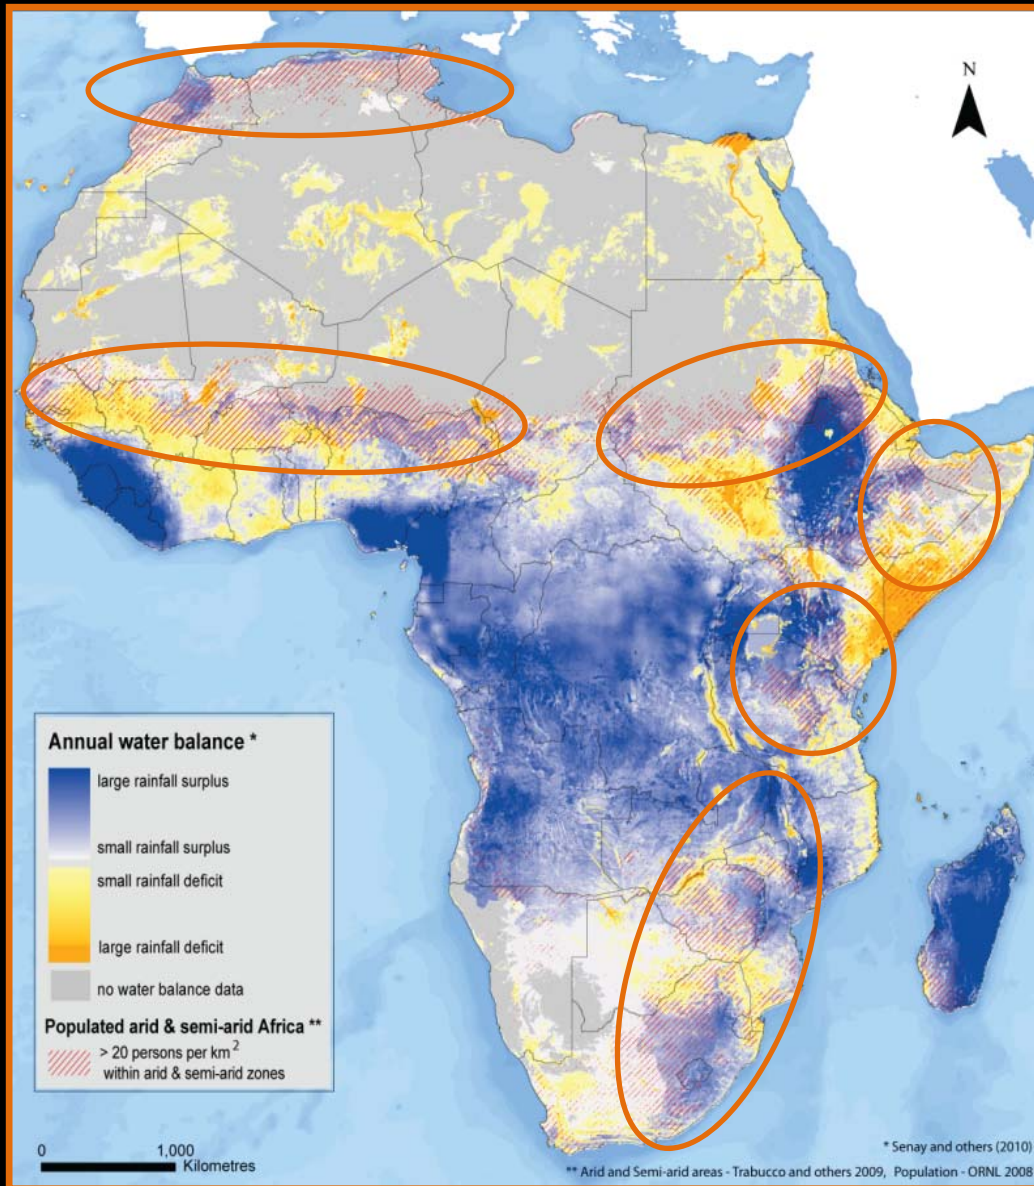 N
Annual water balance *
large rainfall surplus
small rainfall surplus
small rainfall deficit
large rainfall deficit
no water balance data
Populated arid & semi-arid Africa **
> 20 persons per km²
within arid & semi-arid zones
0 1,000
Kilometres
* Senay and others (2010)
** Arid and Semi-arid areas - Trabucco and others 2009, Population - ORNL 2008